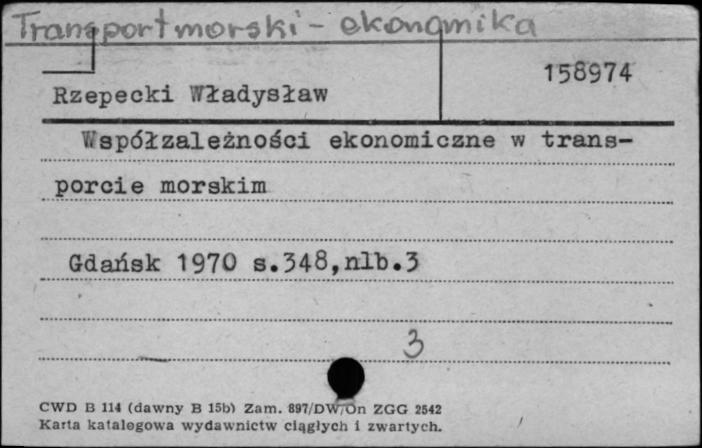 Transport morski - ekonomika
158974
Rzepecki Władysław
Współzależności ekonomiczne w trans-
porcie morskim
Gdańsk 1970 s.348,nlb.3
3
CWD B 114 (dawny B 15b) Zam. 897/DW/On ZGG 2542
Karta katalogowa wydawnictw ciągłych i zwartych.